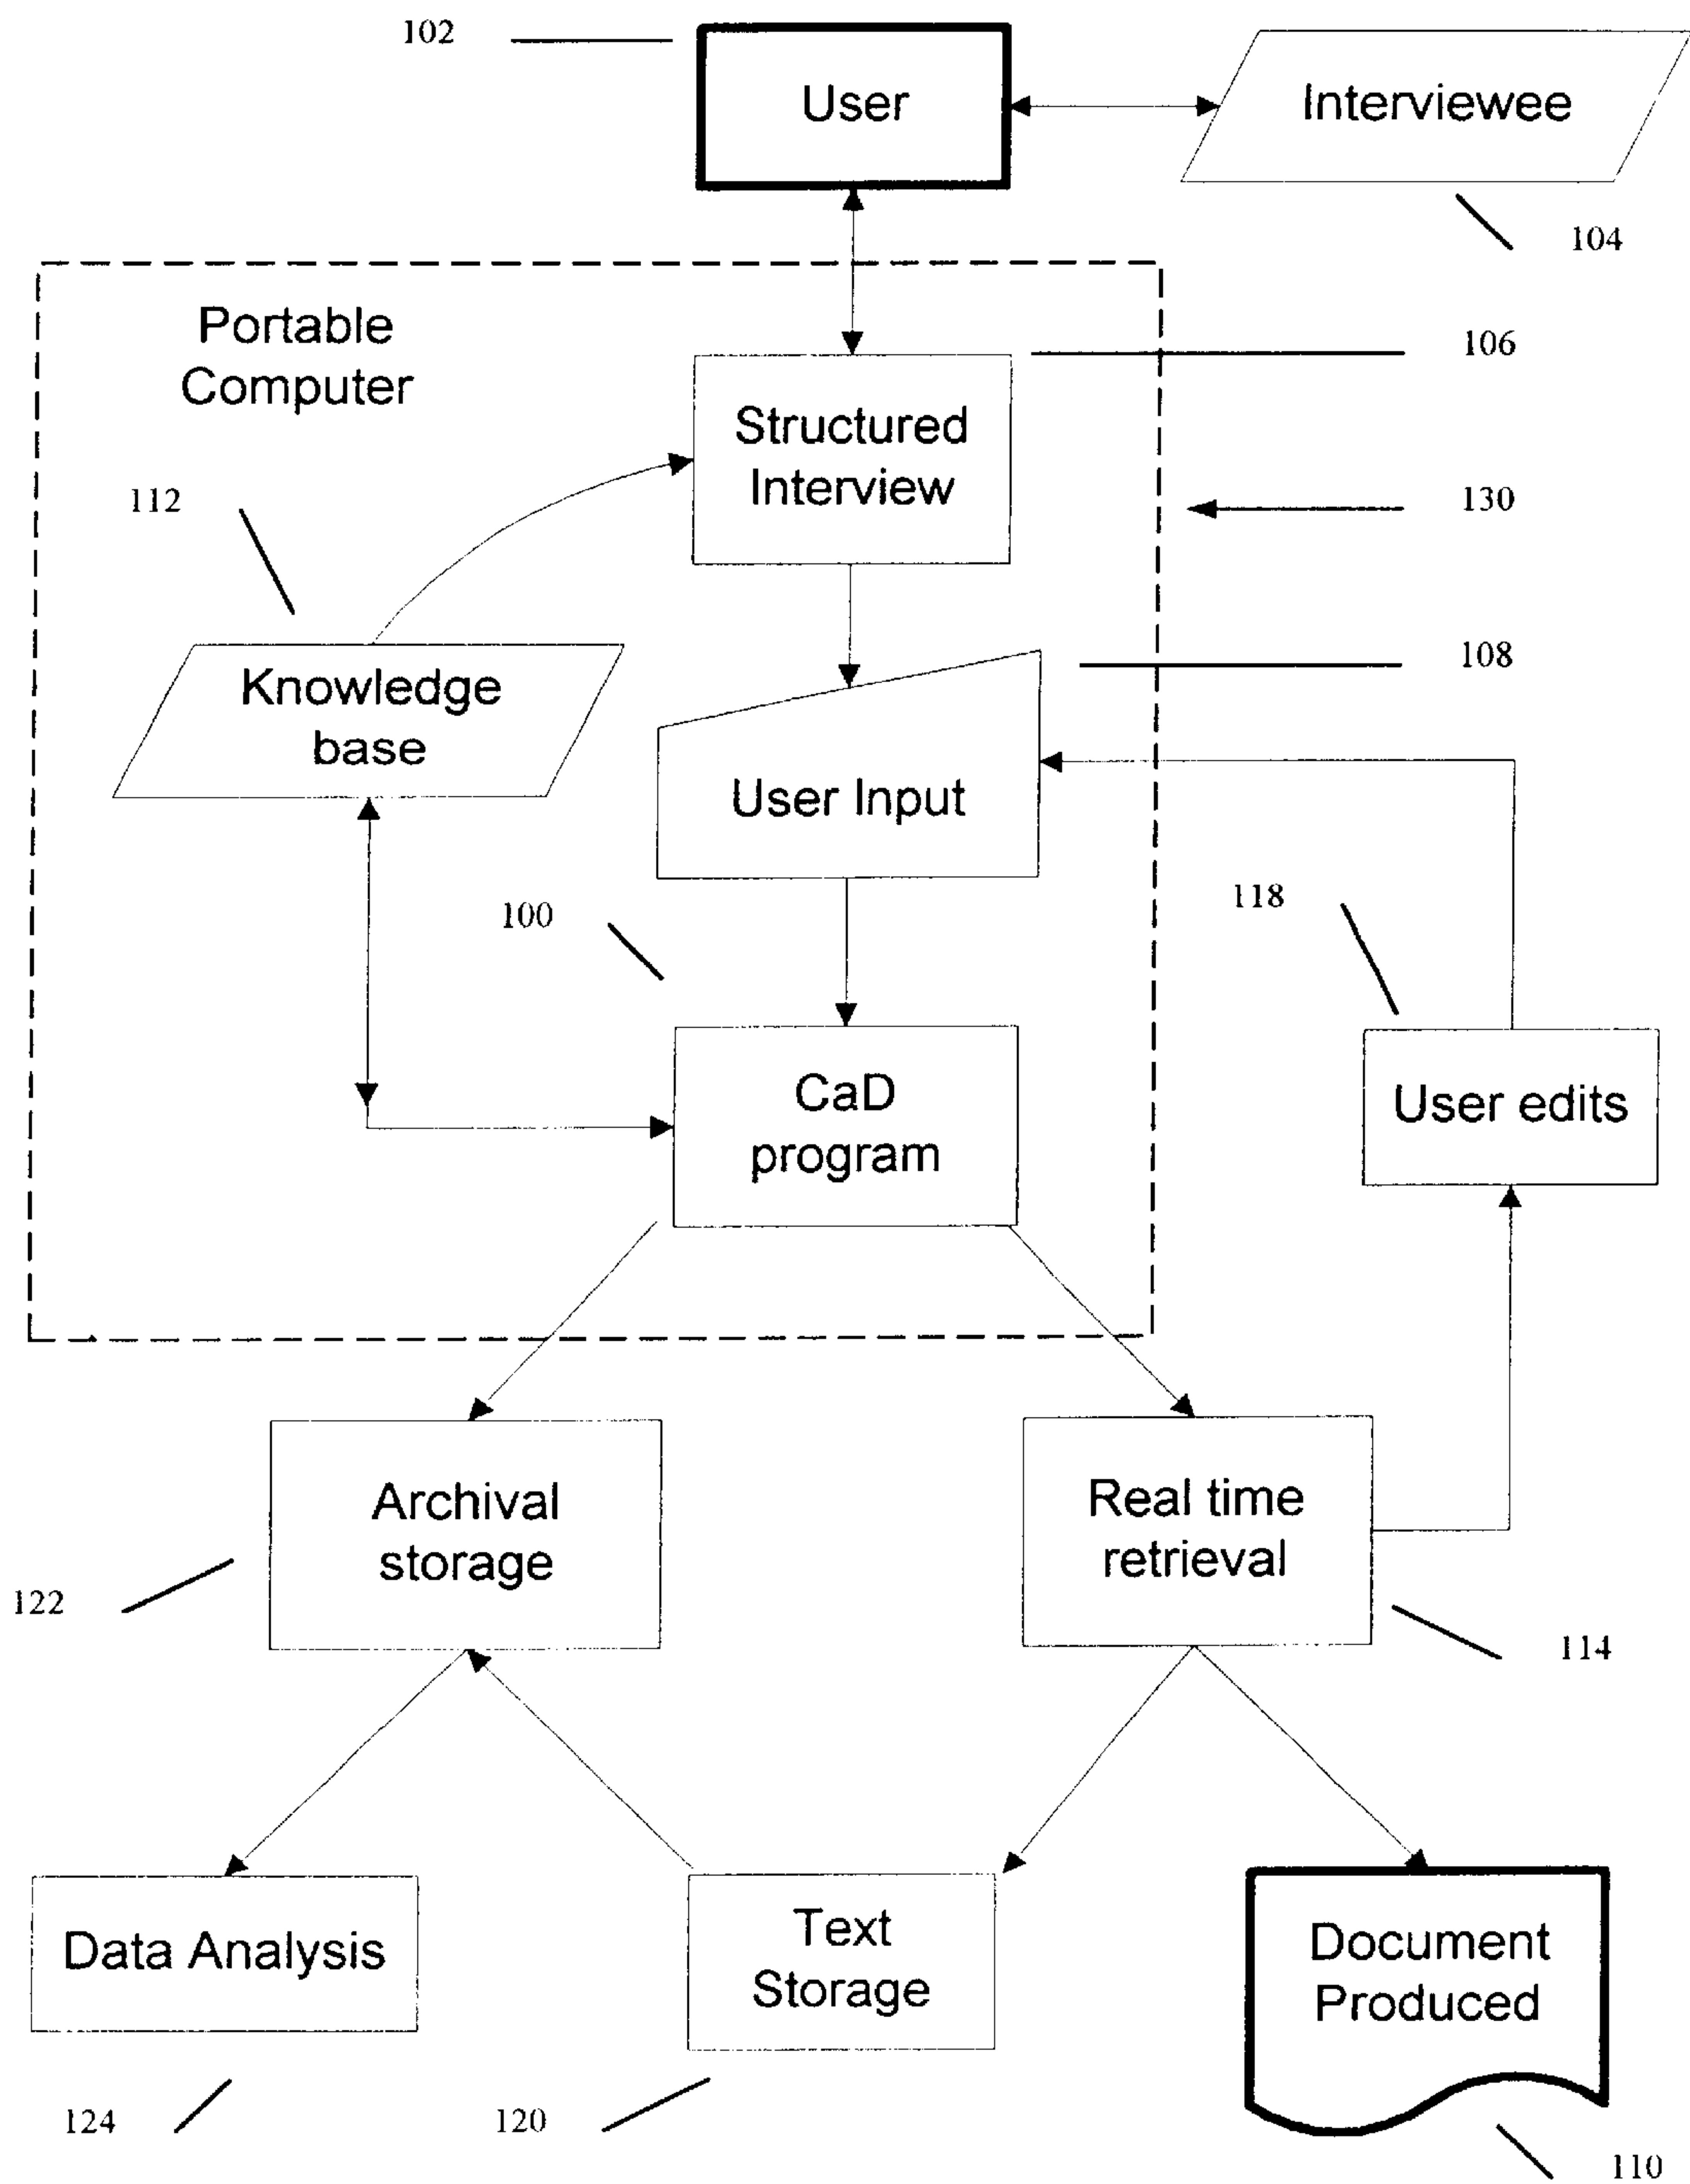 102
User
Interviewee
104
Portable
Computer
106
Structured
Interview
112
130
108
Knowledge
base
User Input
118
100
CaD
program
User edits
Archival
storage
Real time
retrieval
122
114
Data Analysis
Text
Storage
Document
Produced
124
120
110